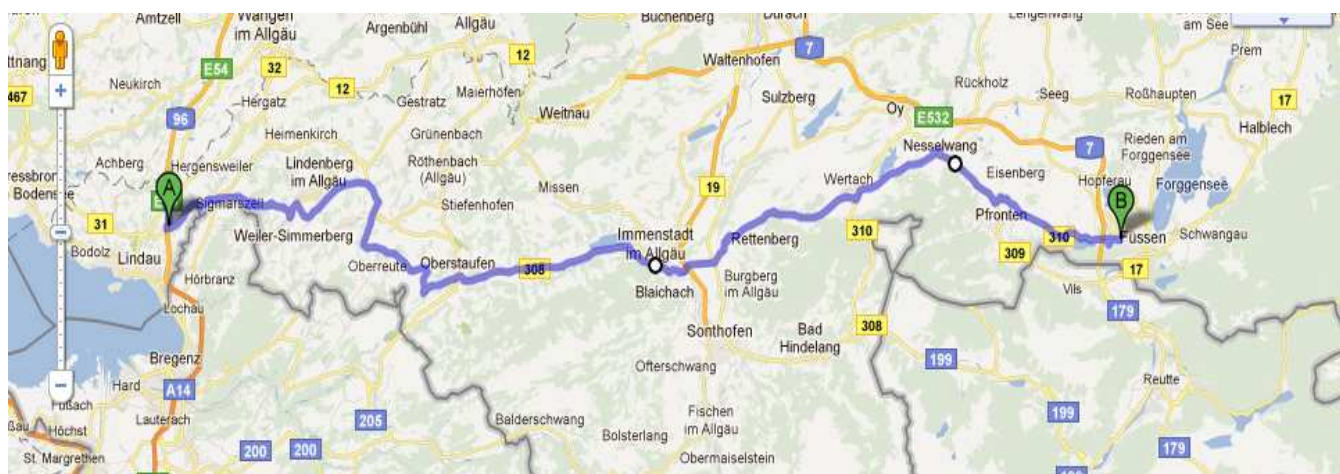 Amtzell
Wangen
im Allgäu
Argenbühl
Allgäu
Buchenberg
Durach
Lengenwang
am See
ttnang
467
Neukirch
E54
32
12
12
Waltenhofen
7
Prem
Hergatz
Gestratz
Maierhöfen
Weitnau
Sulzberg
Oy
Rückholz
Seeg
Roßhaupten
17
96
E532
Halblech
Heimenkirch
Grünenbach
Nesselwang
7
Rieden am
Forggensee
Achberg
Hergensweiler
Lindenberg
im Allgäu
Röthenbach
(Allgäu)
Missen
19
Wertach
Eisenberg
Hopferau
Forggensee
ressbron
Bodensee
A
Sigmarszell
Stiefenhofen
Pfronten
B
31
Weiler-Simmerberg
Immenstadt
im Allgäu
Rettenberg
310
310
Füssen
Schwangau
Bodolz
Lindau
Hörbranz
Oberreute
Oberstaufen
308
309
17
Blaichach
Burgberg
im Allgäu
Vils
Lochau
Sonthofen
Bad
Hindelang
308
179
Bregenz
Ofterschwang
199
Hard
A14
Reutte
Fußach
Höchst
Lauterach
205
Balderschwang
Fischen
im Allgäu
199
St. Margrethen
200
200
Bolsterlang
Obermaiselstein
179